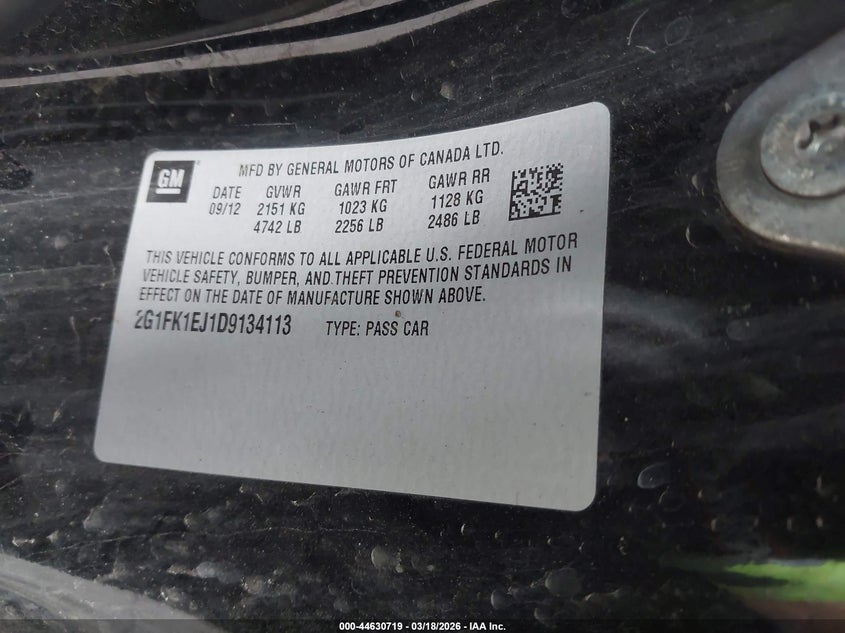 GM
MFD BY GENERAL MOTORS OF CANADA LTD.
DATE GVWR GAWR FRT GAWR RR
09/12 2151 KG 1023 KG 1128 KG
4742 LB 2256 LB 2486 LB
THIS VEHICLE CONFORMS TO ALL APPLICABLE U.S. FEDERAL MOTOR
VEHICLE SAFETY, BUMPER, AND THEFT PREVENTION STANDARDS IN
EFFECT ON THE DATE OF MANUFACTURE SHOWN ABOVE.
2G1FK1EJ1D9134113 TYPE: PASS CAR
000-44630719 - 03/18/2026 - IAA Inc.